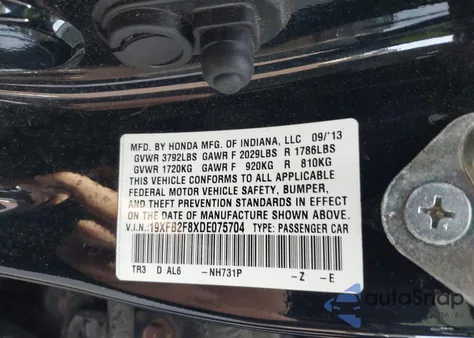 MFD. BY HONDA MFG. OF INDIANA, LLC 09/'13
GVWR 3792LBS GAWR F 2029LBS R 1786LBS
GVWR 1720KG GAWR F 920KG R 810KG
THIS VEHICLE CONFORMS TO ALL APPLICABLE
FEDERAL MOTOR VEHICLE SAFETY, BUMPER,
AND THEFT PREVENTION STANDARDS IN EFFECT
ON THE DATE OF MANUFACTURE SHOWN ABOVE.
V.I.N.:19XFB2F8XDE075704 TYPE: PASSENGER CAR
TR3 D AL6 -NH731P -Z -E
autoSnap